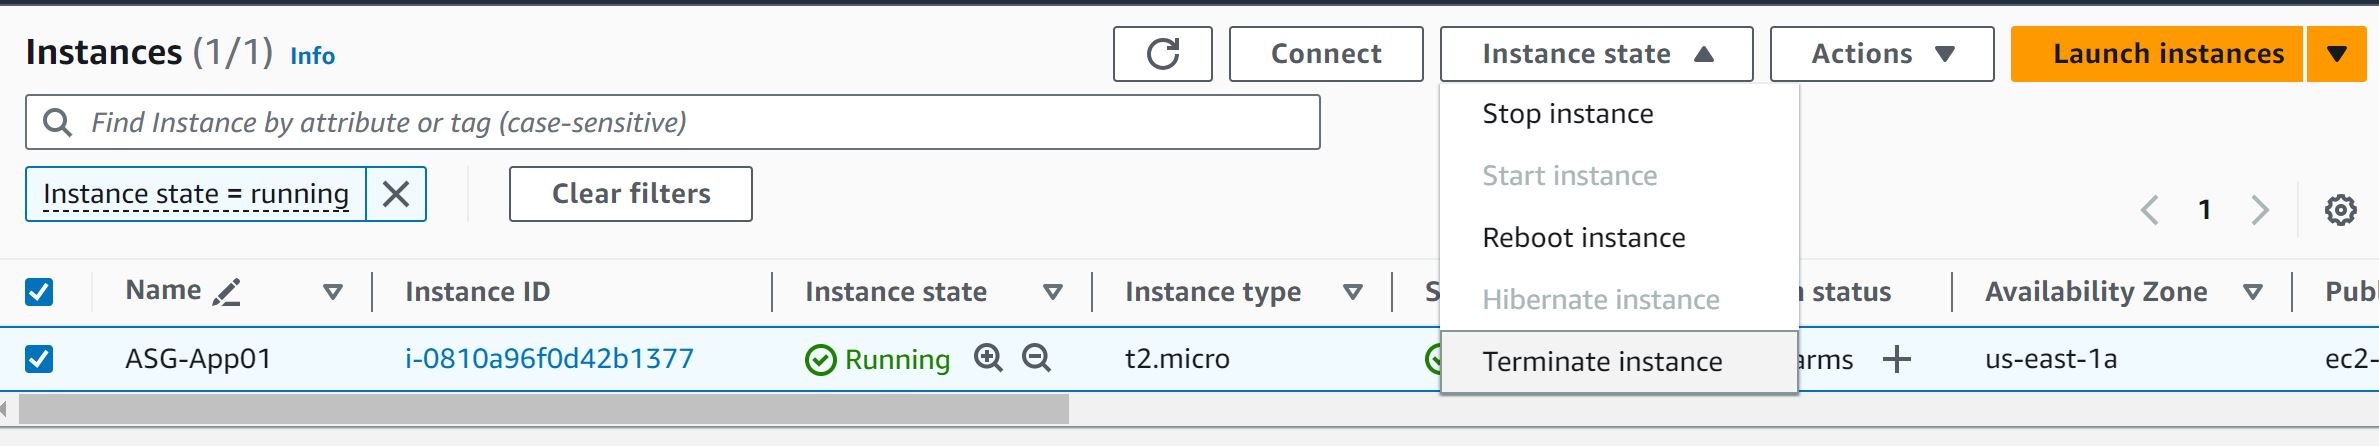 Instances (1/1) Info
Connect
Instance state
Actions
Launch instances
Find Instance by attribute or tag (case-sensitive)
Instance state = running
Clear filters
1
Stop instance
Start instance
Reboot instance
Hibernate instance
Terminate instance
Name Instance ID Instance state Instance type status Availability Zone
ASG-App01 i-0810a96f0d42b1377 Running t2.micro us-east-1a ec2-